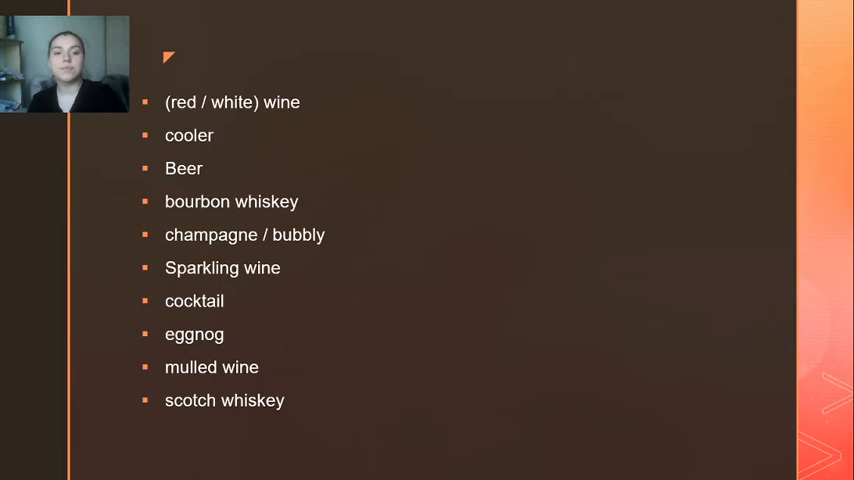 (red / white) wine
cooler
Beer
bourbon whiskey
champagne / bubbly
Sparkling wine
cocktail
eggnog
mulled wine
scotch whiskey